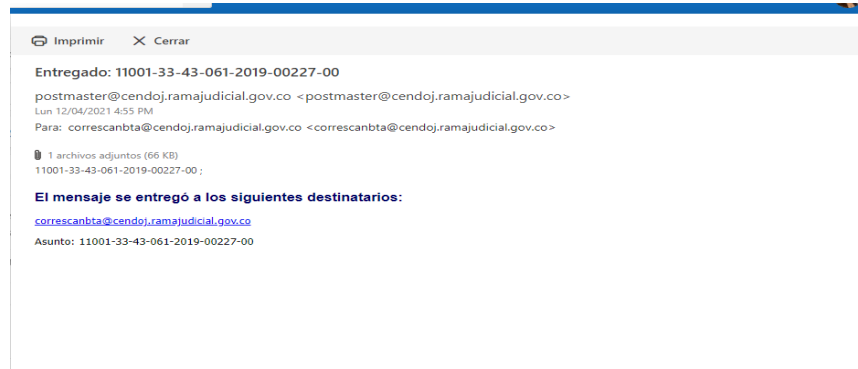 Imprimir Cerrar
Entregado: 11001-33-43-061-2019-00227-00
postmaster@cendoj.ramajudicial.gov.co <postmaster@cendoj.ramajudicial.gov.co>
Lun 12/04/2021 4:55 PM
Para: correscanbta@cendoj.ramajudicial.gov.co <correscanbta@cendoj.ramajudicial.gov.co>
1 archivos adjuntos (66 KB)
11001-33-43-061-2019-00227-00 ;
El mensaje se entregó a los siguientes destinatarios:
correscanbta@cendoj.ramajudicial.gov.co
Asunto: 11001-33-43-061-2019-00227-00